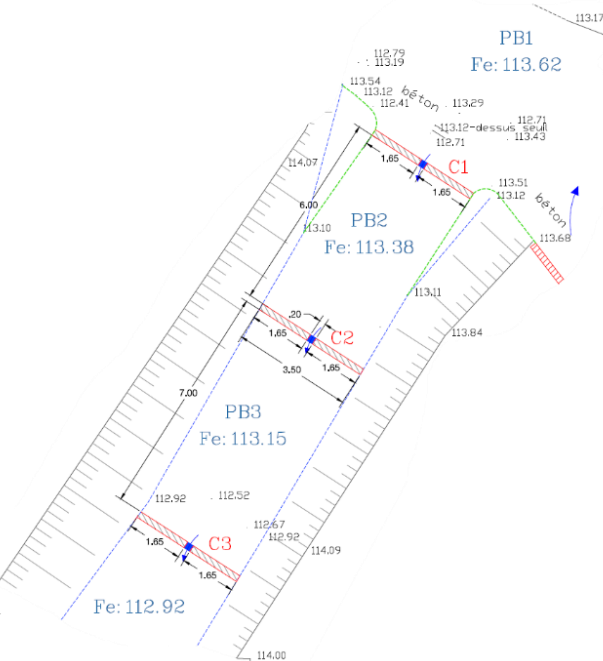 113.17
PB1
Fe: 113.62
112.79
113.19
113.54
113.12
béton
112.41
113.29
112.71
113.12-dessus seuil
113.43
112.71
114.07
1.65
C1
1.65
113.51
113.12
béton
6.00
PB2
Fe: 113.38
113.10
113.68
113.11
.20
1.65
C2
113.84
1.65
3.50
7.00
PB3
Fe: 113.15
112.92
112.52
112.67
112.92
1.65
C3
114.09
1.65
Fe: 112.92
114.00